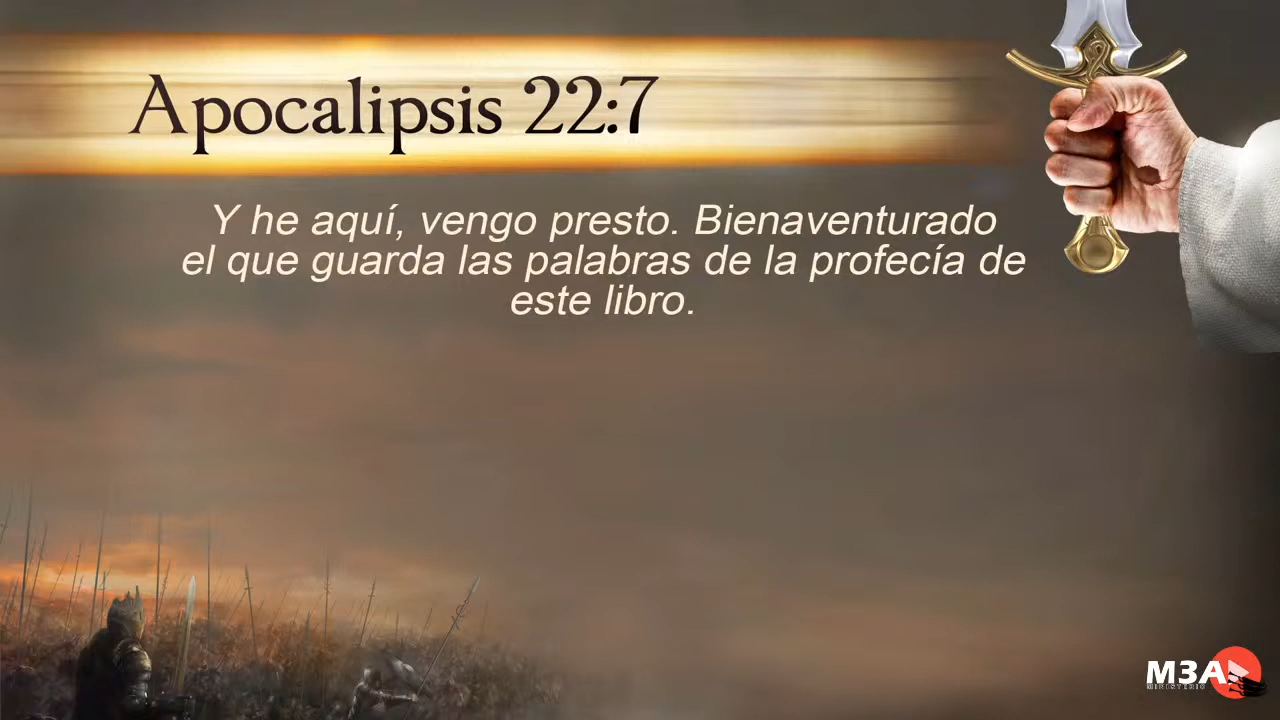 Apocalipsis 22:7
Y he aquí, vengo presto. Bienaventurado
el que guarda las palabras de la profecía de
este libro.
M3A
MINISTERIO